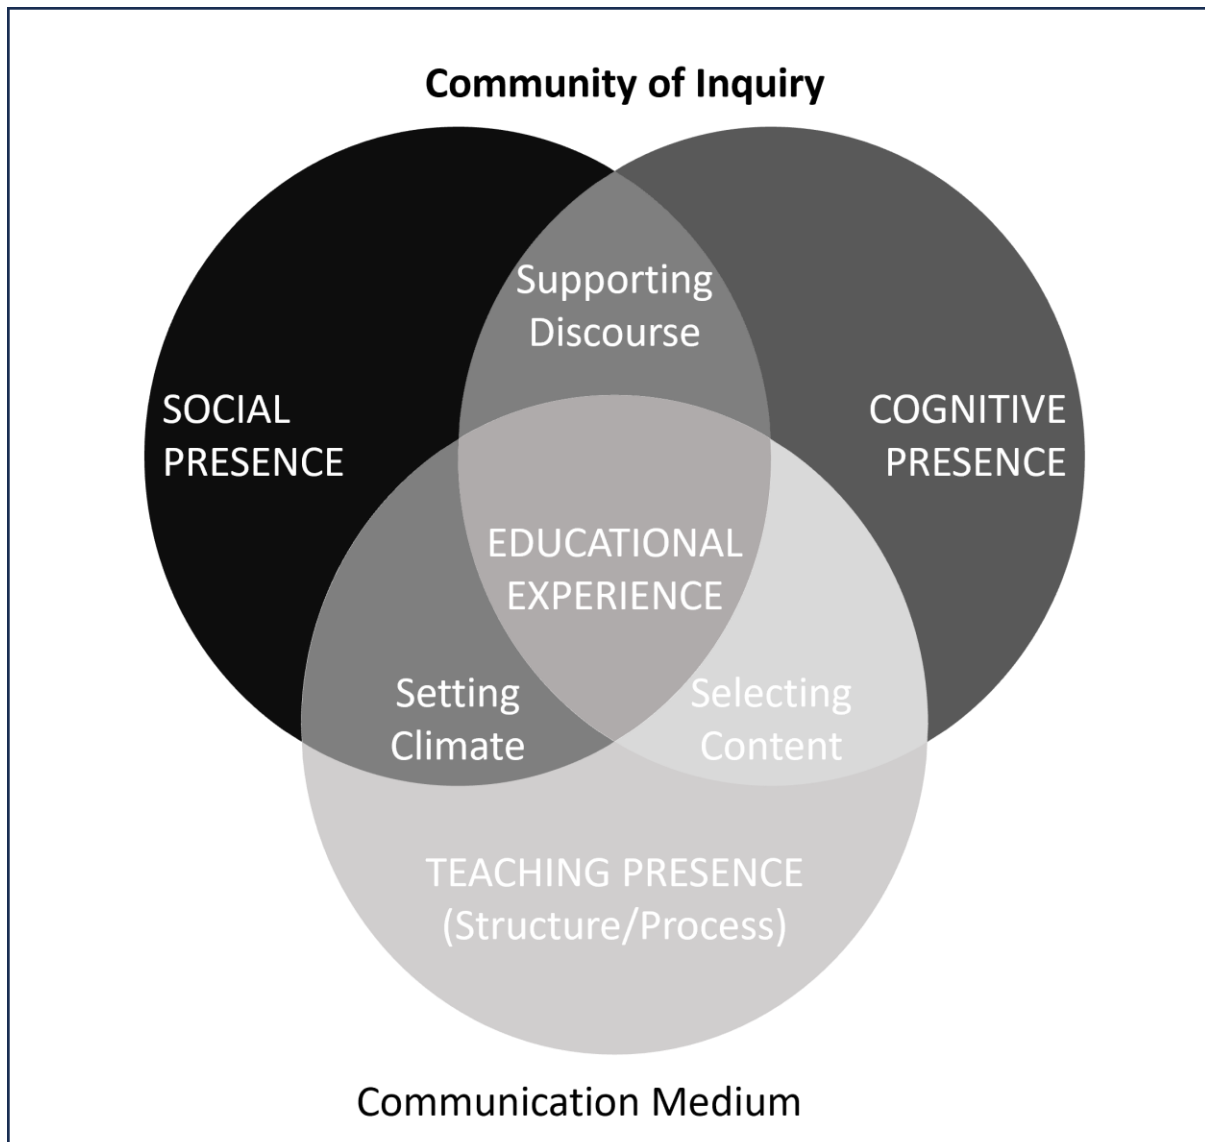 Community of Inquiry
Supporting
Discourse
SOCIAL
PRESENCE
COGNITIVE
PRESENCE
EDUCATIONAL
EXPERIENCE
Setting
Climate
Selecting
Content
TEACHING PRESENCE
(Structure/Process)
Communication Medium